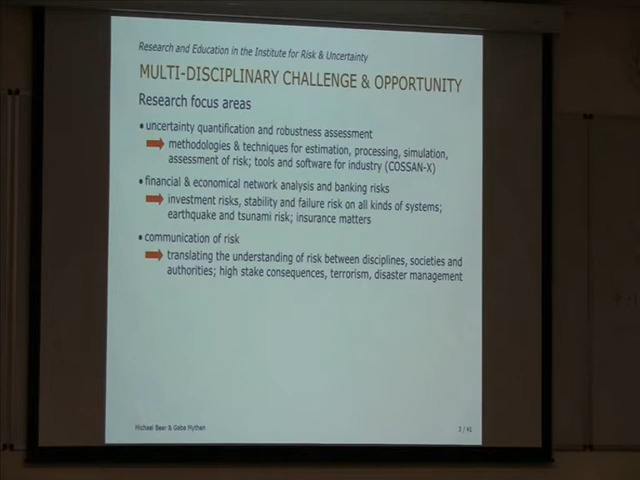 Research and Education in the Institute for Risk & Uncertainty
MULTI-DISCIPLINARY CHALLENGE & OPPORTUNITY
Research focus areas
• uncertainty quantification and robustness assessment
methodologies & techniques for estimation, processing, simulation,
assessment of risk; tools and software for industry (COSSAN-X)
• financial & economical network analysis and banking risks
investment risks, stability and failure risk on all kinds of systems;
earthquake and tsunami risk; insurance matters
• communication of risk
translating the understanding of risk between disciplines, societies and
authorities; high stake consequences, terrorism, disaster management
Michael Beer & Gabe Mythen
/ 41